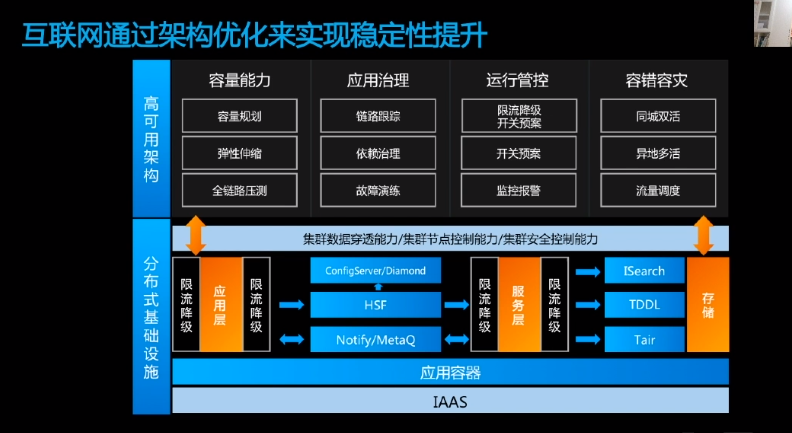 互联网通过架构优化来实现稳定性提升
高可用架构
容量能力
应用治理
运行管控
容错容灾
容量规划
链路跟踪
限流降级
开关预案
同城双活
弹性伸缩
依赖治理
开关预案
异地多活
全链路压测
故障演练
监控报警
流量调度
分布式基础设施
集群数据穿透能力/集群节点控制能力/集群安全控制能力
限流降级
应用层
限流降级
ConfigServer/Diamond
HSF
Notify/MetaQ
限流降级
服务层
限流降级
ISearch
TDDL
Tair
存储
应用容器
IAAS